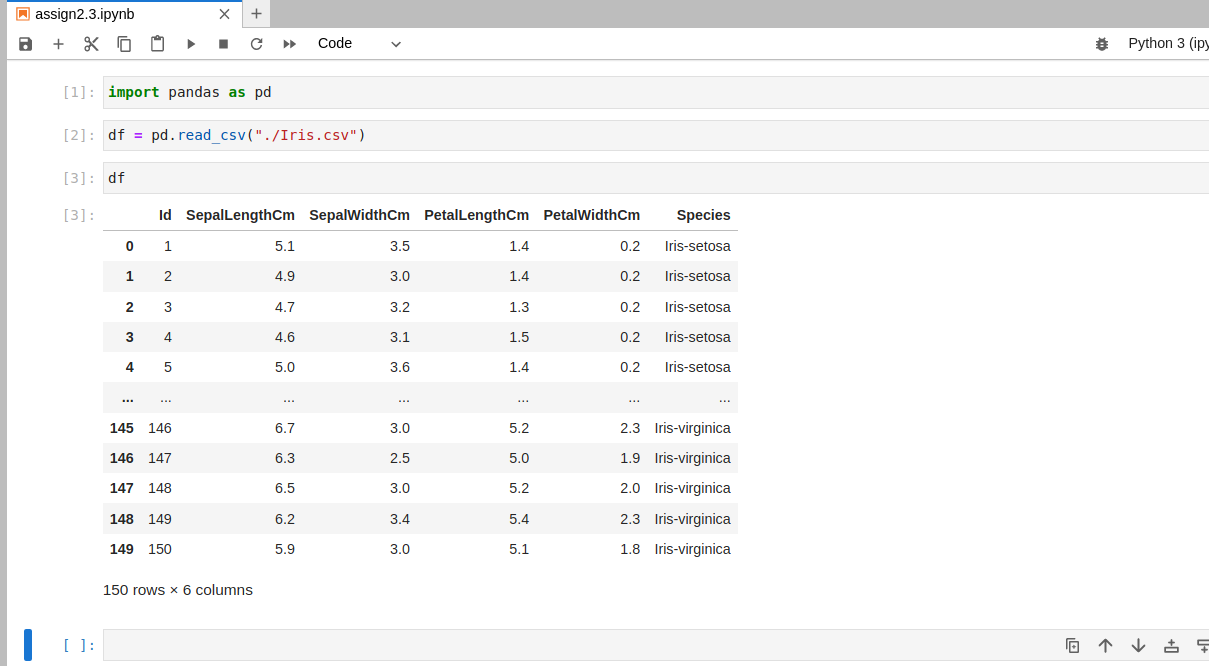 assign2.3.ipynb
Code Python 3 (ipy
[1]: import pandas as pd
[2]: df = pd.read_csv("./Iris.csv")
[3]: df
[3]: Id SepalLengthCm SepalWidthCm PetalLengthCm PetalWidthCm Species
0 1 5.1 3.5 1.4 0.2 Iris-setosa
1 2 4.9 3.0 1.4 0.2 Iris-setosa
2 3 4.7 3.2 1.3 0.2 Iris-setosa
3 4 4.6 3.1 1.5 0.2 Iris-setosa
4 5 5.0 3.6 1.4 0.2 Iris-setosa
... ... ... ... ... ... ...
145 146 6.7 3.0 5.2 2.3 Iris-virginica
146 147 6.3 2.5 5.0 1.9 Iris-virginica
147 148 6.5 3.0 5.2 2.0 Iris-virginica
148 149 6.2 3.4 5.4 2.3 Iris-virginica
149 150 5.9 3.0 5.1 1.8 Iris-virginica
150 rows × 6 columns
[ ]: